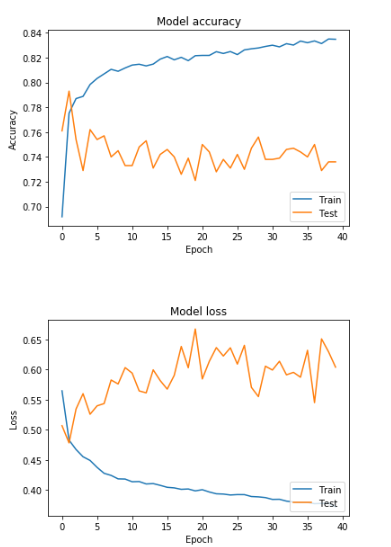 Model accuracy
0.84
0.82
0.80
0.78
0.76
0.74
0.72
0.70
Accuracy
0 5 10 15 20 25 30 35 40
Epoch
Train
Test
Model loss
0.65
0.60
0.55
0.50
0.45
0.40
Loss
0 5 10 15 20 25 30 35 40
Epoch
Train
Test